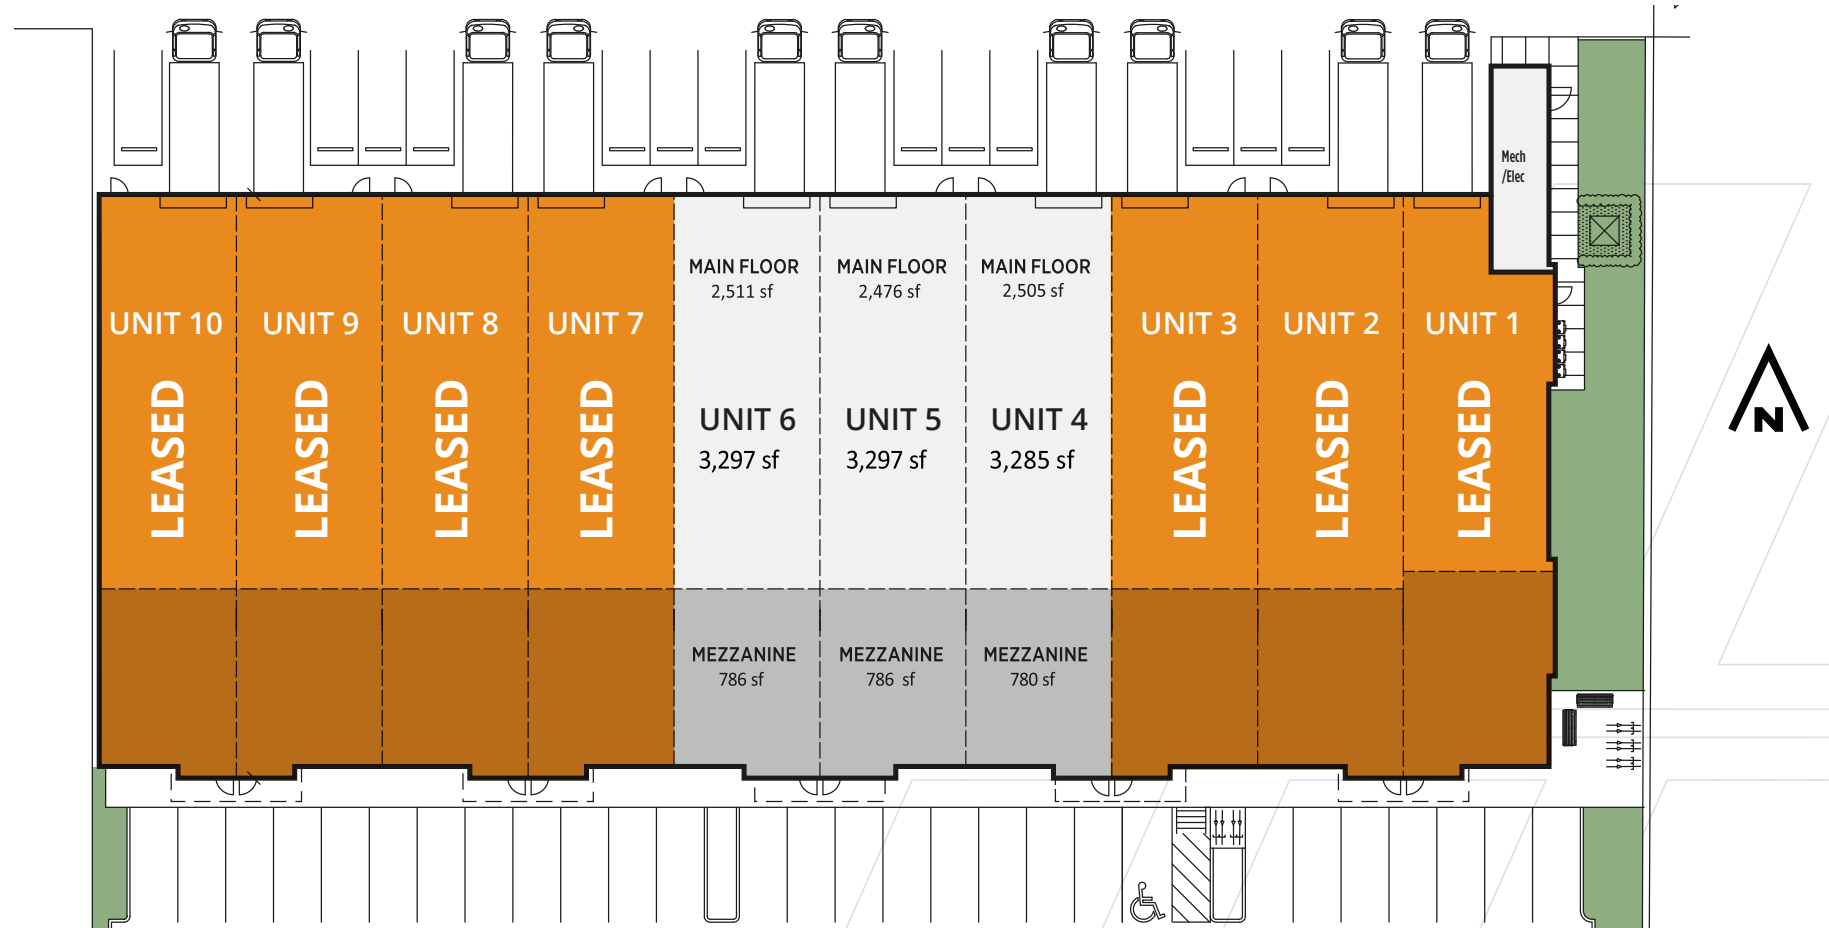 Mech
/Elec
MAIN FLOOR
2,511 sf
MAIN FLOOR
2,476 sf
MAIN FLOOR
2,505 sf
UNIT 10
UNIT 9
UNIT 8
UNIT 7
UNIT 3
UNIT 2
UNIT 1
LEASED
LEASED
LEASED
LEASED
UNIT 6
3,297 sf
UNIT 5
3,297 sf
UNIT 4
3,285 sf
LEASED
LEASED
LEASED
N
MEZZANINE
786 sf
MEZZANINE
786 sf
MEZZANINE
780 sf